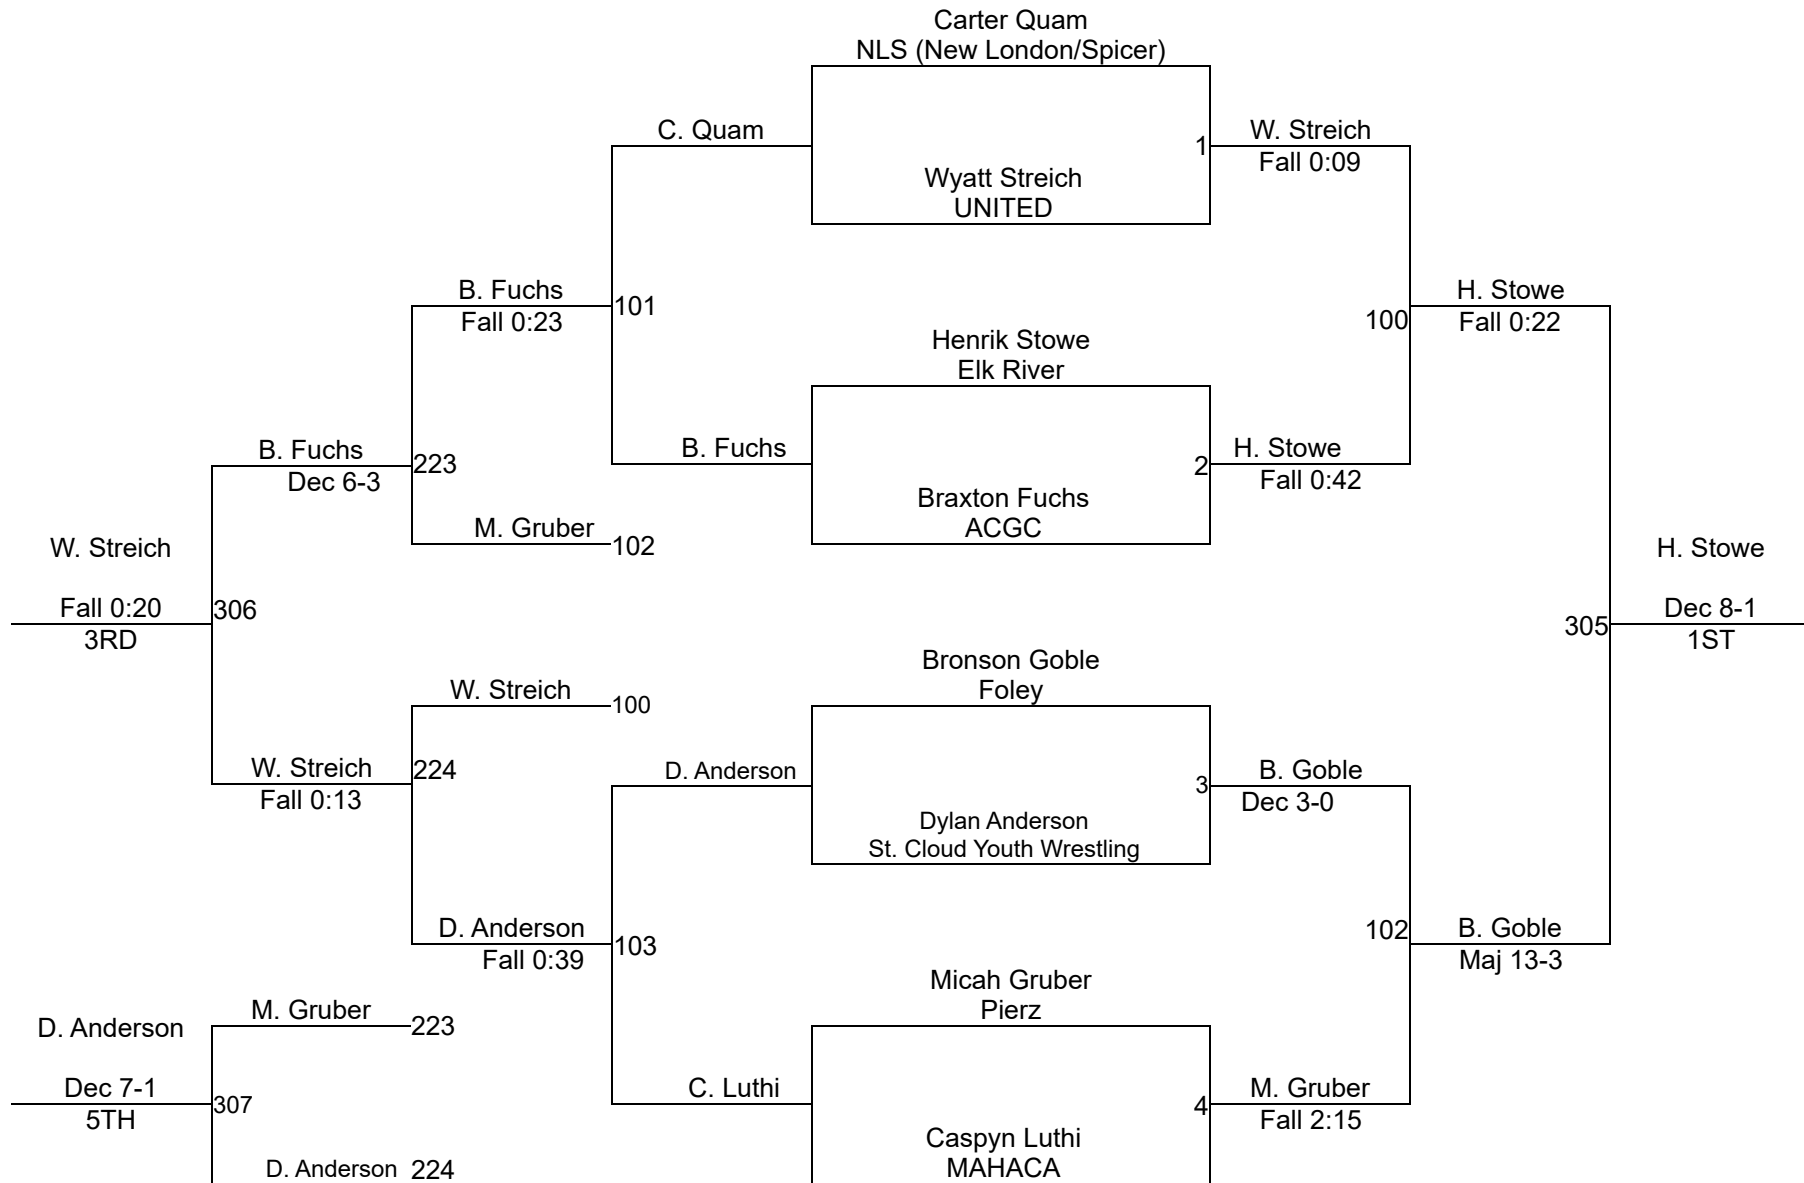 Carter Quam
NLS (New London/Spicer)
C. Quam
1
W. Streich
Fall 0:09
Wyatt Streich
UNITED
B. Fuchs
Fall 0:23
101
H. Stowe
Fall 0:22
100
Henrik Stowe
Elk River
B. Fuchs
Dec 6-3
223
B. Fuchs
2
H. Stowe
Fall 0:42
Braxton Fuchs
ACGC
M. Gruber
102
W. Streich
Fall 0:20
3RD
306
H. Stowe
Dec 8-1
1ST
305
Bronson Goble
Foley
W. Streich
100
W. Streich
Fall 0:13
224
D. Anderson
3
B. Goble
Dec 3-0
Dylan Anderson
St. Cloud Youth Wrestling
D. Anderson
Fall 0:39
103
102
B. Goble
Maj 13-3
Micah Gruber
Pierz
M. Gruber
223
D. Anderson
Dec 7-1
5TH
307
C. Luthi
4
M. Gruber
Fall 2:15
Caspyn Luthi
MAHACA
D. Anderson
224